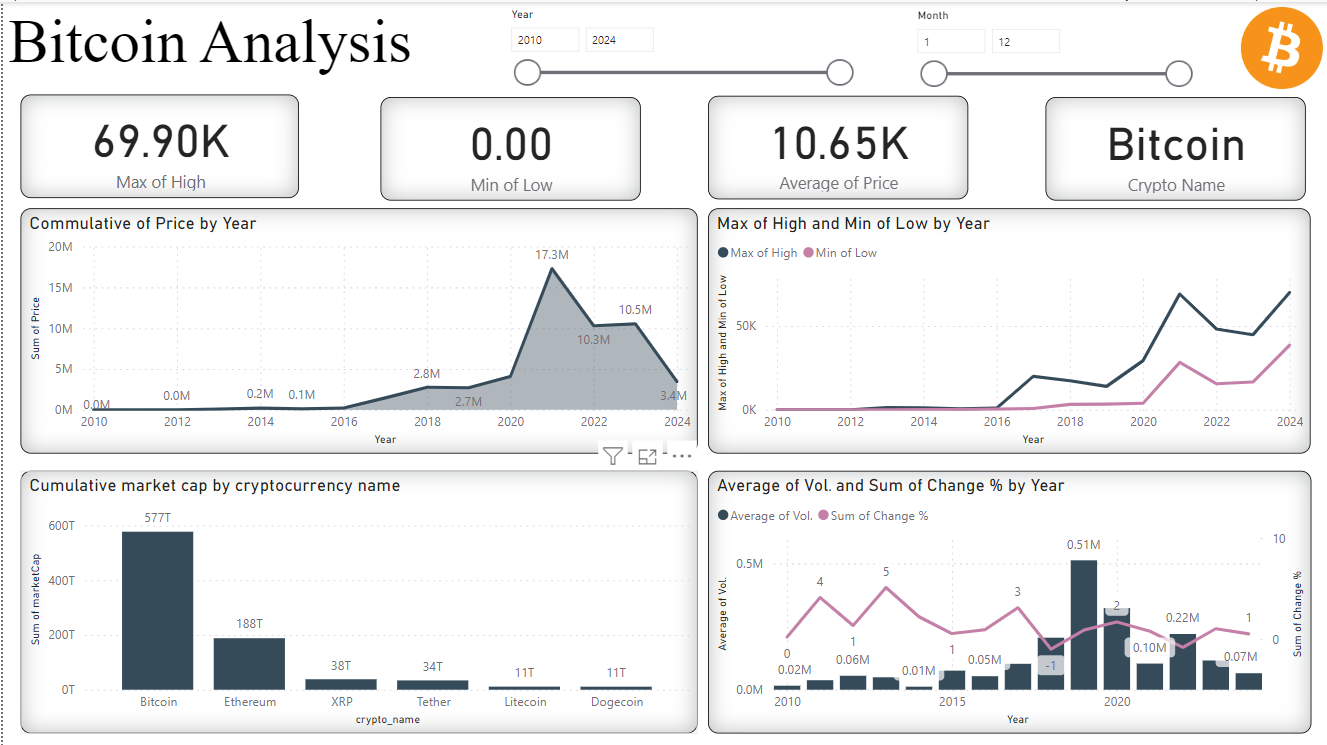 Bitcoin Analysis
Year
2010 2024
Month
1 12
69.90K
Max of High
0.00
Min of Low
10.65K
Average of Price
Bitcoin
Crypto Name
Commulative of Price by Year
Sum of Price
20M
15M
10M
5M
0M
0.0M
0.0M
0.2M
0.1M
2.8M
2.7M
17.3M
10.3M
10.5M
3.4M
2010 2012 2014 2016 2018 2020 2022 2024
Year
Max of High and Min of Low by Year
Max of High Min of Low
Max of High and Min of Low
50K
0K
2010 2012 2014 2016 2018 2020 2022 2024
Year
Cumulative market cap by cryptocurrency name
Sum of marketCap
600T
400T
200T
0T
577T
188T
38T
34T
11T
11T
Bitcoin Ethereum XRP Tether Litecoin Dogecoin
crypto_name
Average of Vol. and Sum of Change % by Year
Average of Vol. Sum of Change %
Average of Vol.
0.5M
0.0M
0
4
1
5
1
3
-1
2
1
0.02M
0.06M
0.01M
0.05M
0.51M
0.10M
0.22M
0.07M
10
0
Sum of Change %
2010 2015 2020
Year